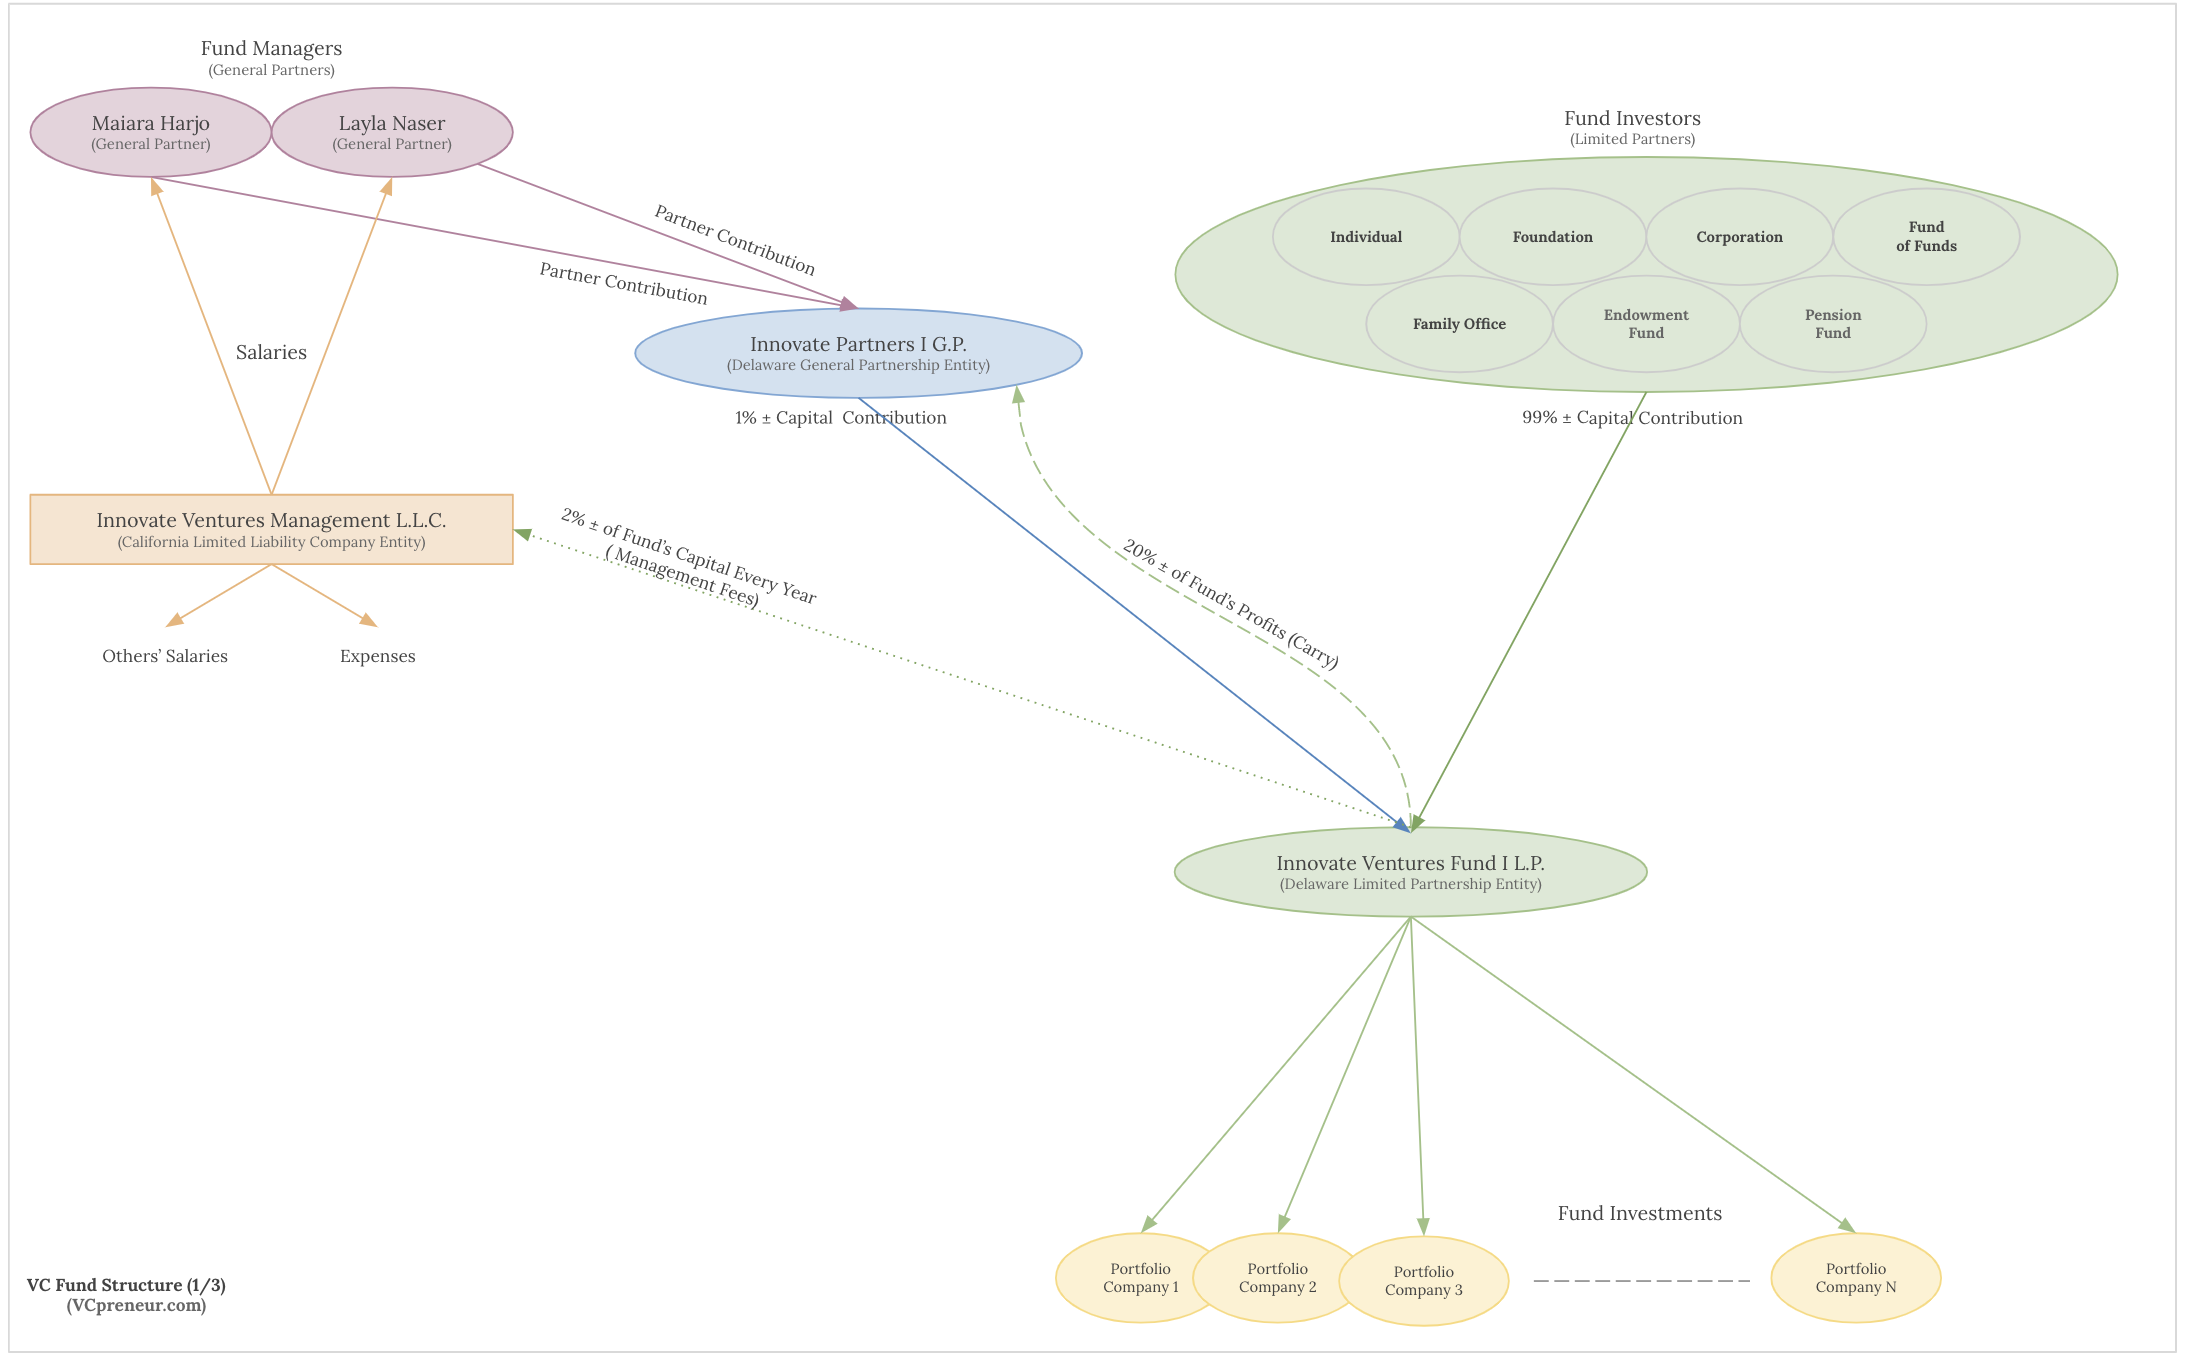 Fund Managers
(General Partners)
Maiara Harjo
(General Partner)
Layla Naser
(General Partner)
Fund Investors
(Limited Partners)
Individual
Foundation
Corporation
Fund
of Funds
Family Office
Endowment
Fund
Pension
Fund
Partner Contribution
Partner Contribution
Salaries
Innovate Partners I G.P.
(Delaware General Partnership Entity)
1% ± Capital  Contribution
99% ± Capital Contribution
Innovate Ventures Management L.L.C.
(California Limited Liability Company Entity)
2% ± of Fund's Capital Every Year
( Management Fees)
20% ± of Fund's Profits (Carry)
Others’ Salaries
Expenses
Innovate Ventures Fund I L.P.
(Delaware Limited Partnership Entity)
Fund Investments
Portfolio
Company 1
Portfolio
Company 2
Portfolio
Company 3
Portfolio
Company N
VC Fund Structure (1/3)
(VCpreneur.com)